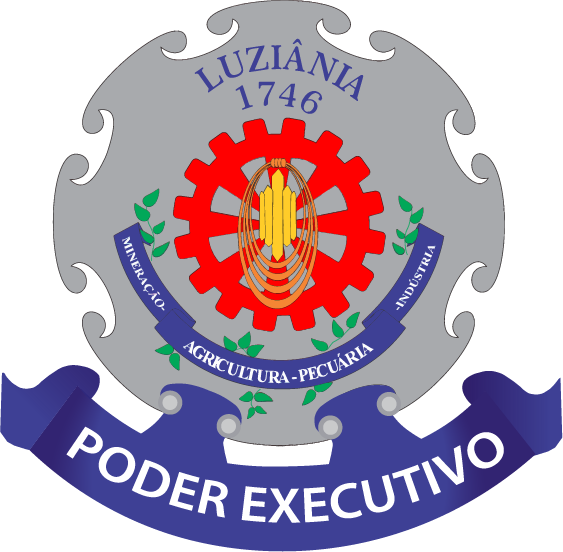 LUZIÂNIA
1746
MINERAÇÃO-
AGRICULTURA - PECUÁRIA
-INDÚSTRIA
PODER EXECUTIVO